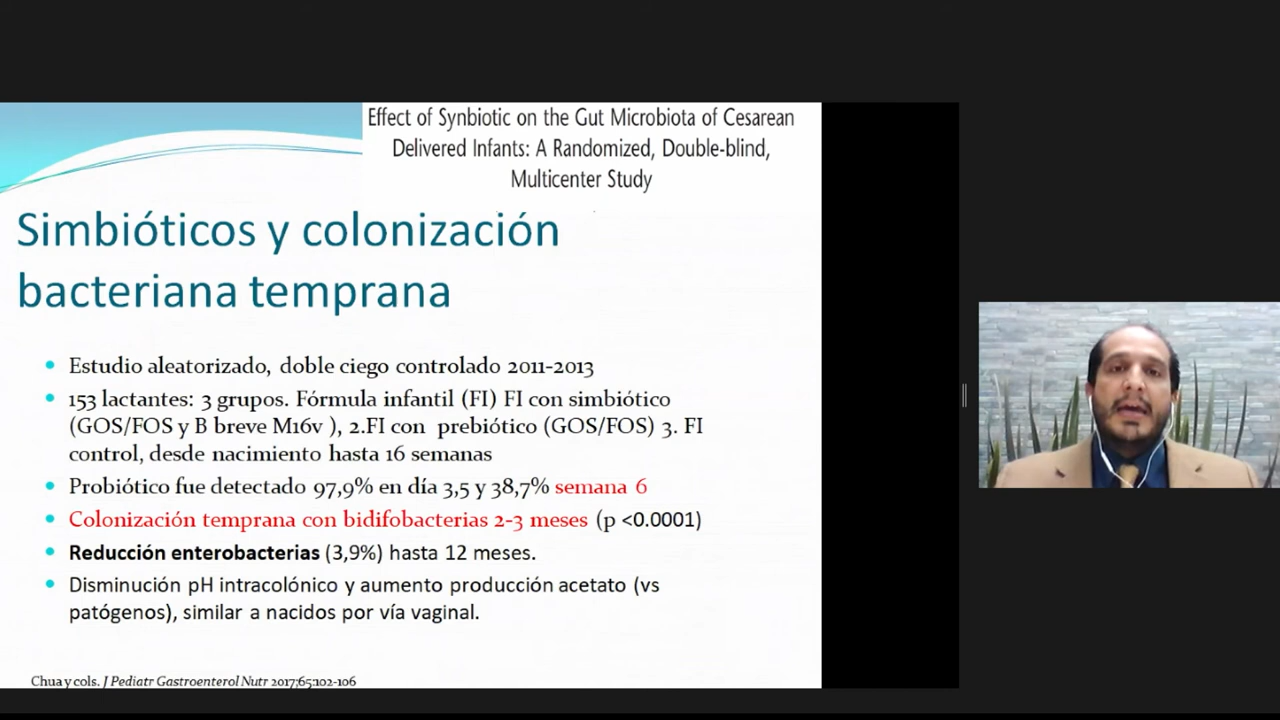 Effect of Synbiotic on the Gut Microbiota of Cesarean
Delivered Infants: A Randomized, Double-blind,
Multicenter Study
Simbióticos y colonización
bacteriana temprana
Estudio aleatorizado, doble ciego controlado 2011-2013
153 lactantes: 3 grupos. Fórmula infantil (FI) FI con simbiótico
(GOS/FOS y B breve M16v ), 2.FI con prebiótico (GOS/FOS) 3. FI
control, desde nacimiento hasta 16 semanas
Probiótico fue detectado 97,9% en día 3,5 y 38,7% semana 6
Colonización temprana con bidifobacterias 2-3 meses (p <0.0001)
Reducción enterobacterias (3,9%) hasta 12 meses.
Disminución pH intracolónico y aumento producción acetato (vs
patógenos), similar a nacidos por vía vaginal.
Chua y cols. J Pediatr Gastroenterol Nutr 2017;65:102-106